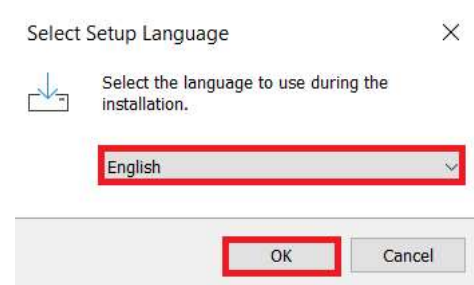 Select Setup Language
Select the language to use during the
installation.
English
OK
Cancel